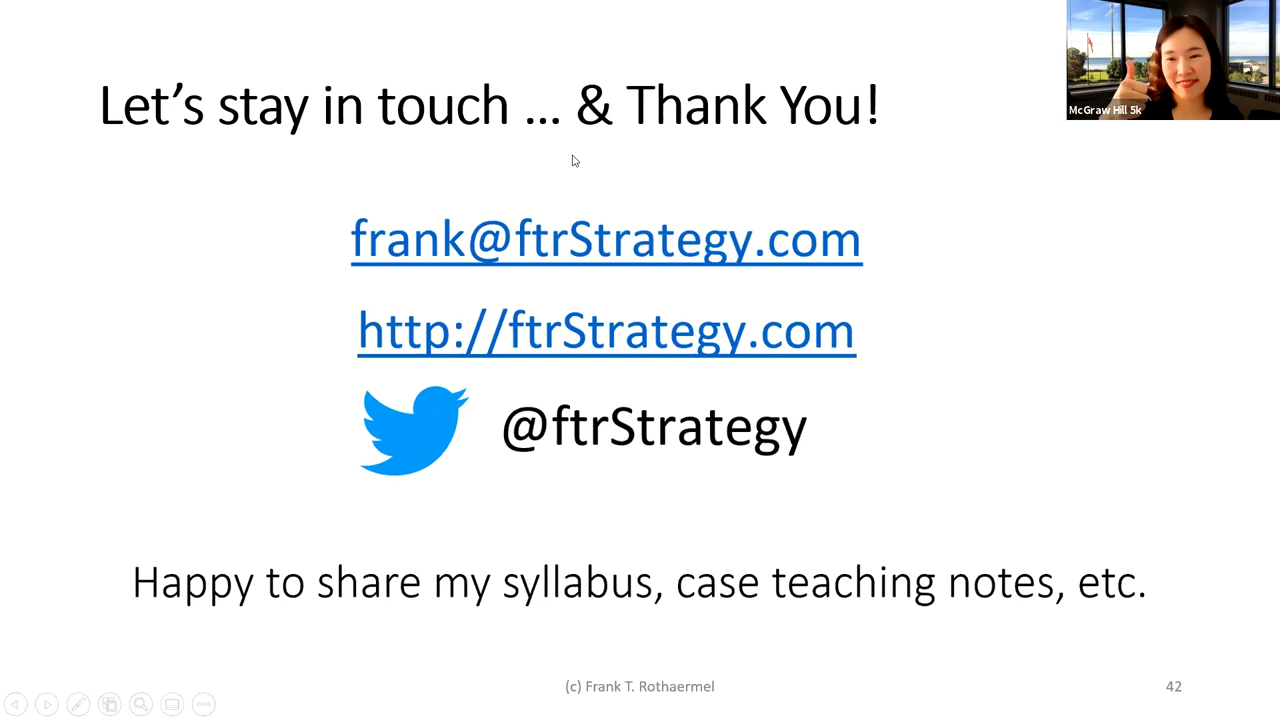 McGraw Hill 5k
Let's stay in touch ... & Thank You!
frank@ftrStrategy.com
http://ftrStrategy.com
@ftrStrategy
Happy to share my syllabus, case teaching notes, etc.
(c) Frank T. Rothaermel
42